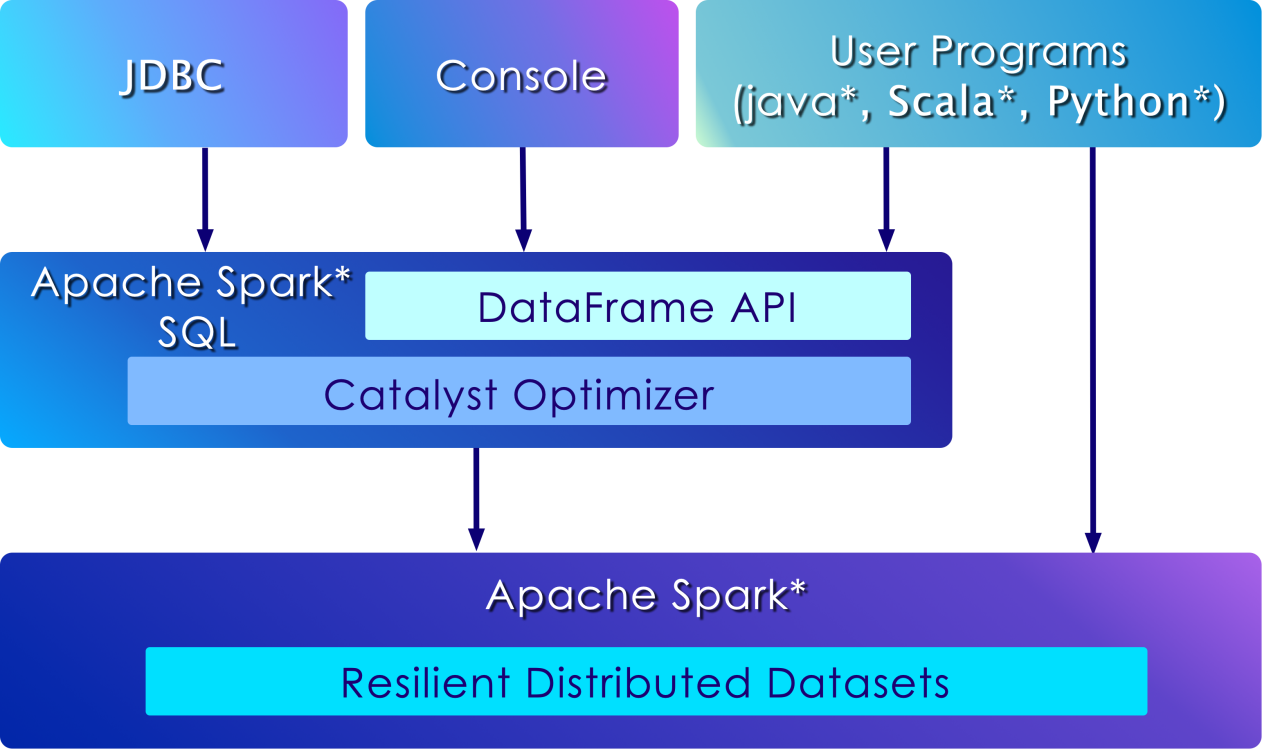 JDBC
Console
User Programs
(java*, Scala*, Python*)
Apache Spark*
SQL
DataFrame API
Catalyst Optimizer
Apache Spark*
Resilient Distributed Datasets